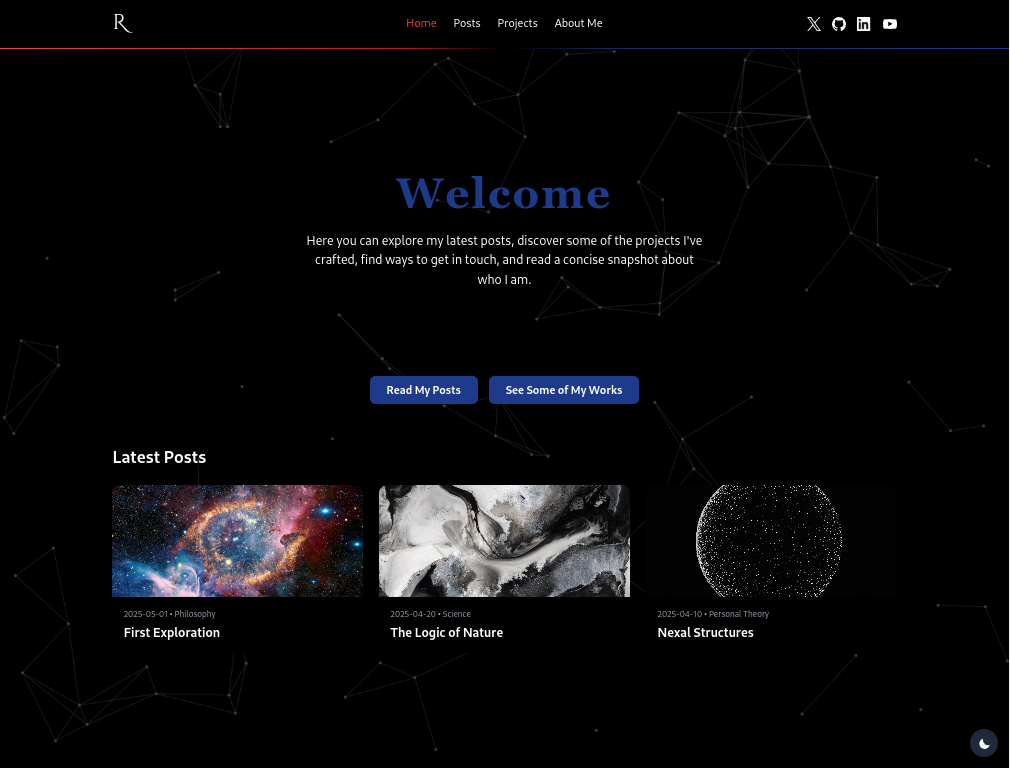 R
Home Posts Projects About Me
Welcome
Here you can explore my latest posts, discover some of the projects I've
crafted, find ways to get in touch, and read a concise snapshot about
who I am.
Read My Posts See Some of My Works
Latest Posts
2025-05-01 • Philosophy
First Exploration
2025-04-20 • Science
The Logic of Nature
2025-04-10 • Personal Theory
Nexal Structures